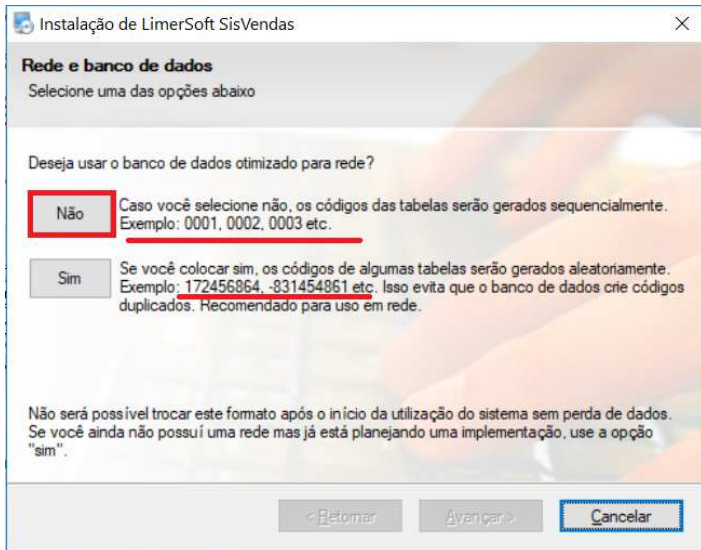 Instalação de LimerSoft SisVendas
Rede e banco de dados
Selecione uma das opções abaixo
Deseja usar o banco de dados otimizado para rede?
Não
Caso você selecione não, os códigos das tabelas serão gerados sequencialmente.
Exemplo: 0001, 0002, 0003 etc.
Sim
Se você colocar sim, os códigos de algumas tabelas serão gerados aleatoriamente.
Exemplo: 172456864, -831454861 etc. Isso evita que o banco de dados crie códigos
duplicados. Recomendado para uso em rede.
Não será possível trocar este formato após o início da utilização do sistema sem perda de dados.
Se você ainda não possuí uma rede mas já está planejando uma implementação, use a opção
"sim".
< Retornar
Avançar >
Cancelar